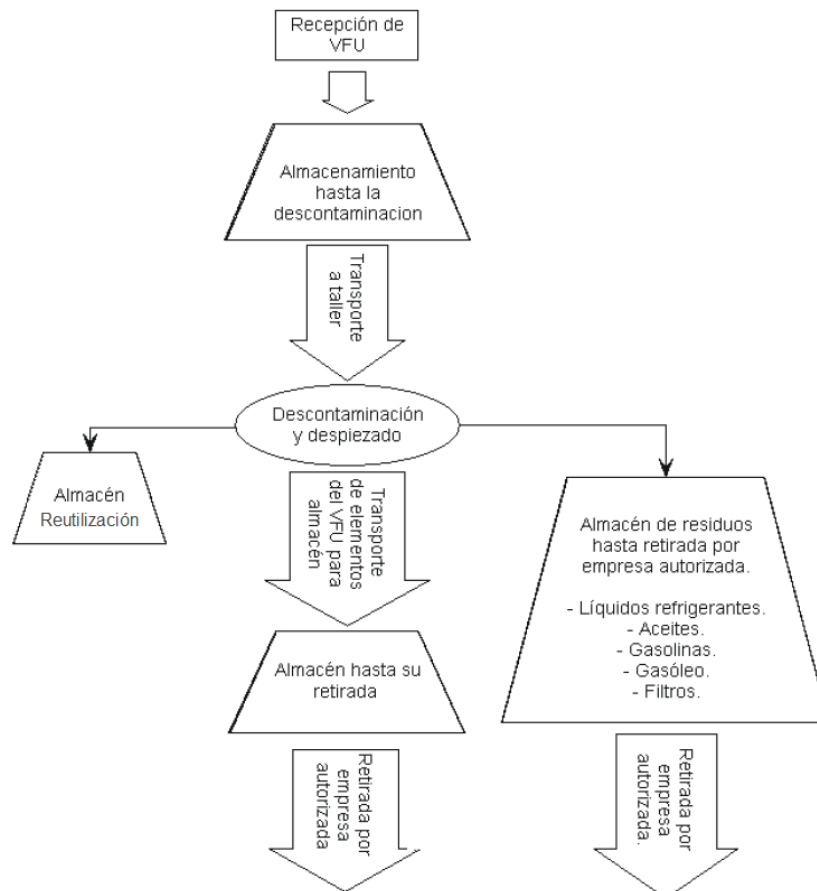 Recepción de
VFU
Almacenamiento
hasta la
descontaminacion
Transporte
a taller
Descontaminación
y despiezado
Almacén
Reutilización
Transporte
de elementos
del VFU para
almacén
Almacén de residuos
hasta retirada por
empresa autorizada.
- Líquidos refrigerantes.
- Aceites.
- Gasolinas.
- Gasóleo.
- Filtros.
Almacén hasta su
retirada
Retirada por
empresa
autorizada
Retirada por
empresa
autorizada.